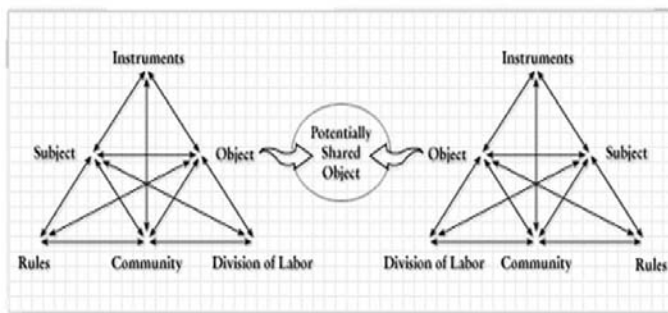 Instruments
Instruments
Subject
Object
Potentially
Shared
Object
Object
Subject
Rules
Community
Division of Labor
Division of Labor
Community
Rules